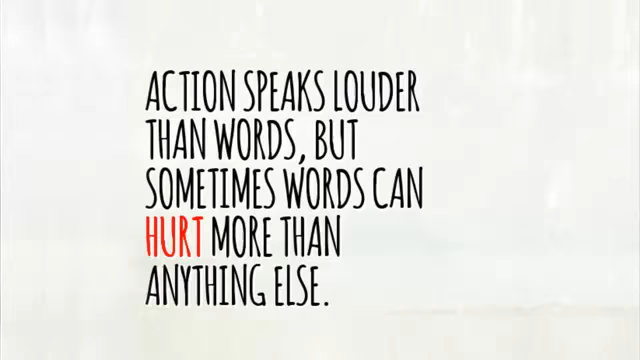 ACTION SPEAKS LOUDER
THAN WORDS, BUT
SOMETIMES WORDS CAN
HURT MORE THAN
ANYTHING ELSE.